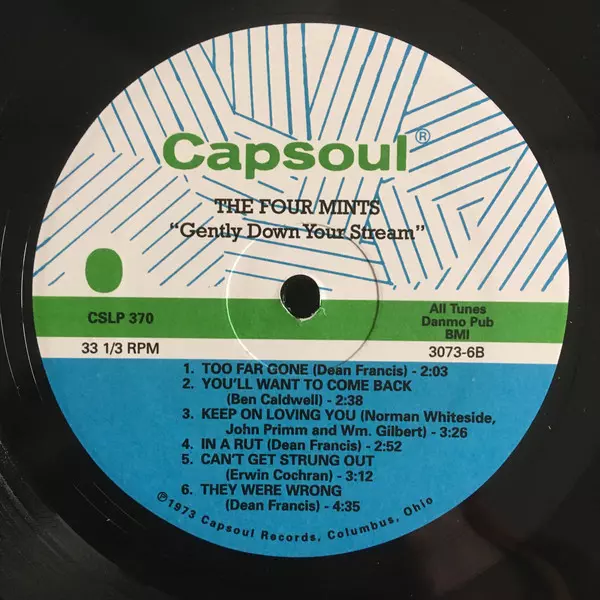 Capsoul®
THE FOUR MINTS
"Gently Down Your Stream"
CSLP 370
All Tunes
Danmo Pub
BMI
33 1/3 RPM
3073-6B
1. TOO FAR GONE (Dean Francis) - 2:03
2. YOU'LL WANT TO COME BACK
(Ben Caldwell) - 2:38
3. KEEP ON LOVING YOU (Norman Whiteside,
John Primm and Wm. Gilbert) - 3:26
4. IN A RUT (Dean Francis) - 2:52
5. CAN'T GET STRUNG OUT
(Erwin Cochran) - 3:12
6. THEY WERE WRONG
(Dean Francis) - 4:35
℗1973 Capsoul Records, Columbus, Ohio